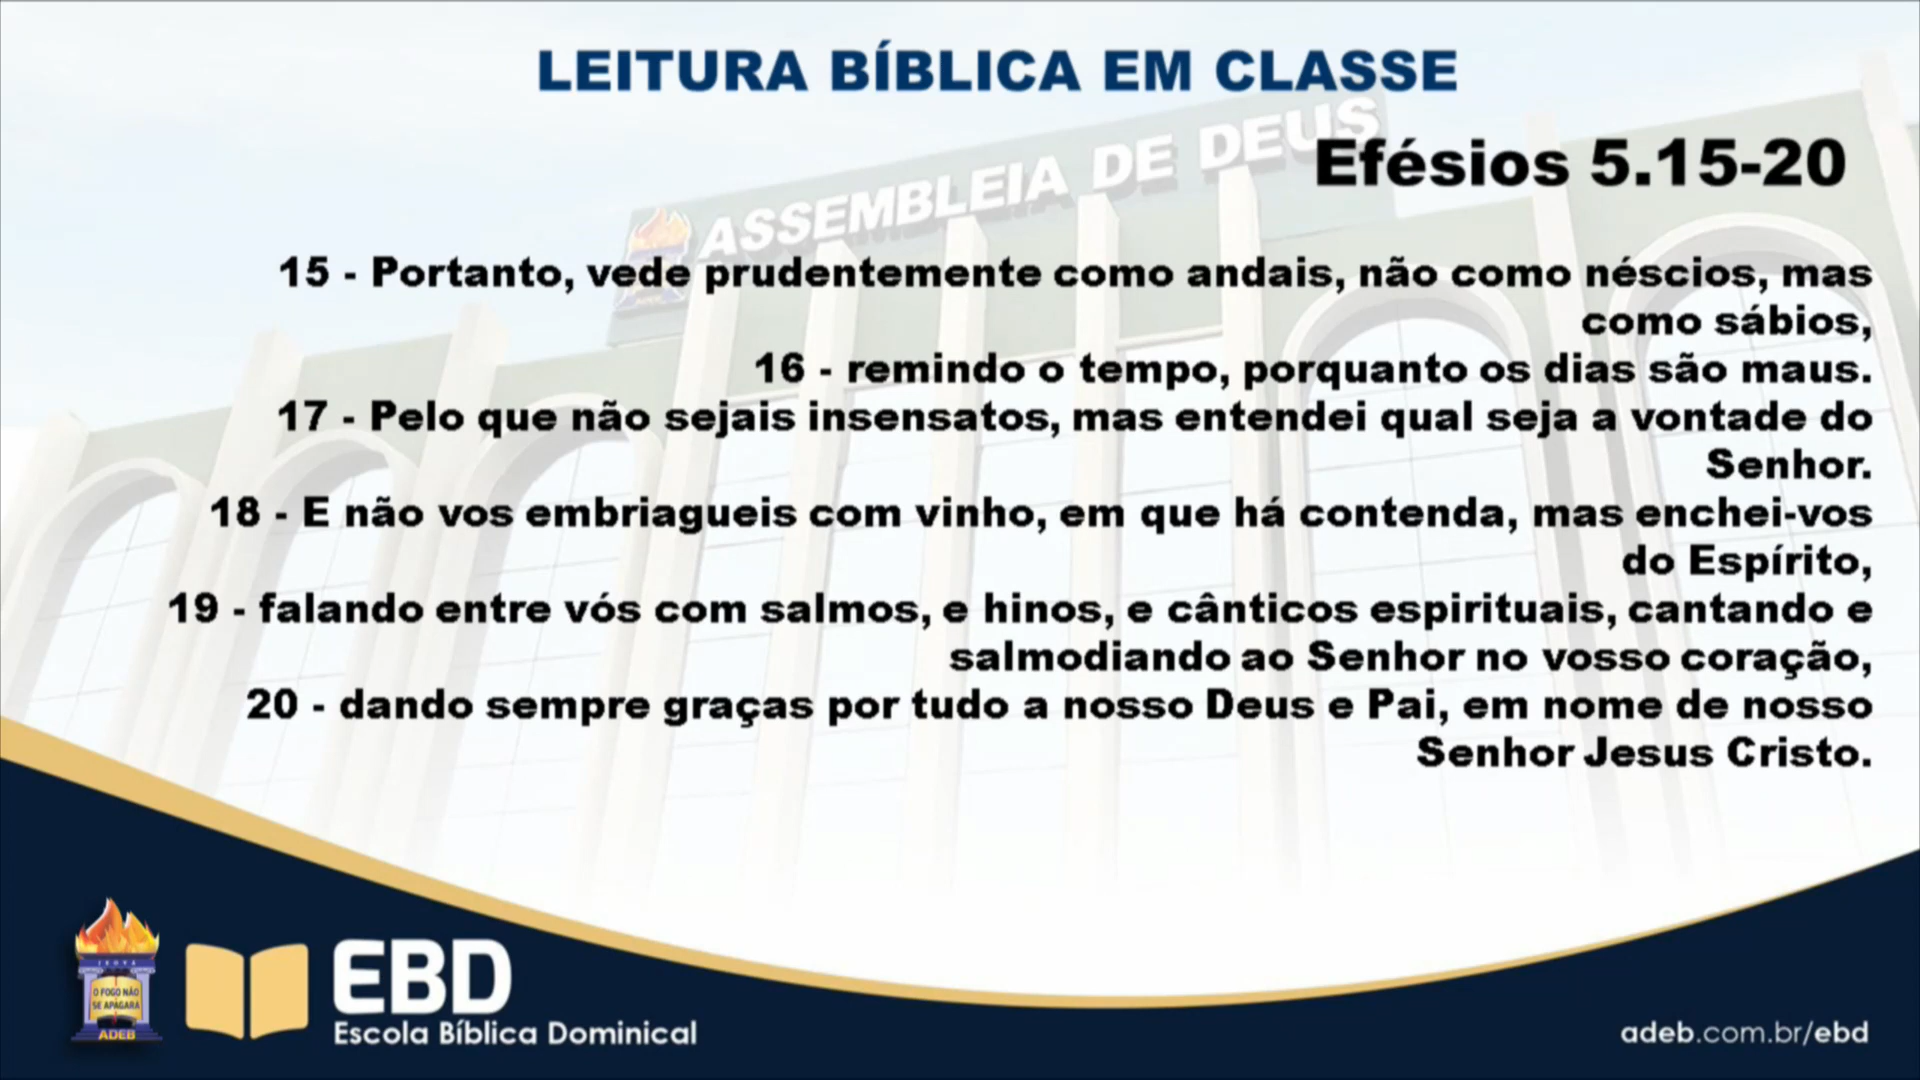 LEITURA BÍBLICA EM CLASSE
ASSEMBLEIA DE DEUS
Efésios 5.15-20
15 - Portanto, vede prudentemente como andais, não como néscios, mas
como sábios,
16 - remindo o tempo, porquanto os dias são maus.
17 - Pelo que não sejais insensatos, mas entendei qual seja a vontade do
Senhor.
18 - E não vos embriagueis com vinho, em que há contenda, mas enchei-vos
do Espírito,
19 - falando entre vós com salmos, e hinos, e cânticos espirituais, cantando e
salmodiando ao Senhor no vosso coração,
20 - dando sempre graças por tudo a nosso Deus e Pai, em nome de nosso
Senhor Jesus Cristo.
JEOVÁ
O FOGO NÃO
SE APAGARÁ
ADEB
EBD
Escola Bíblica Dominical
adeb.com.br/ebd